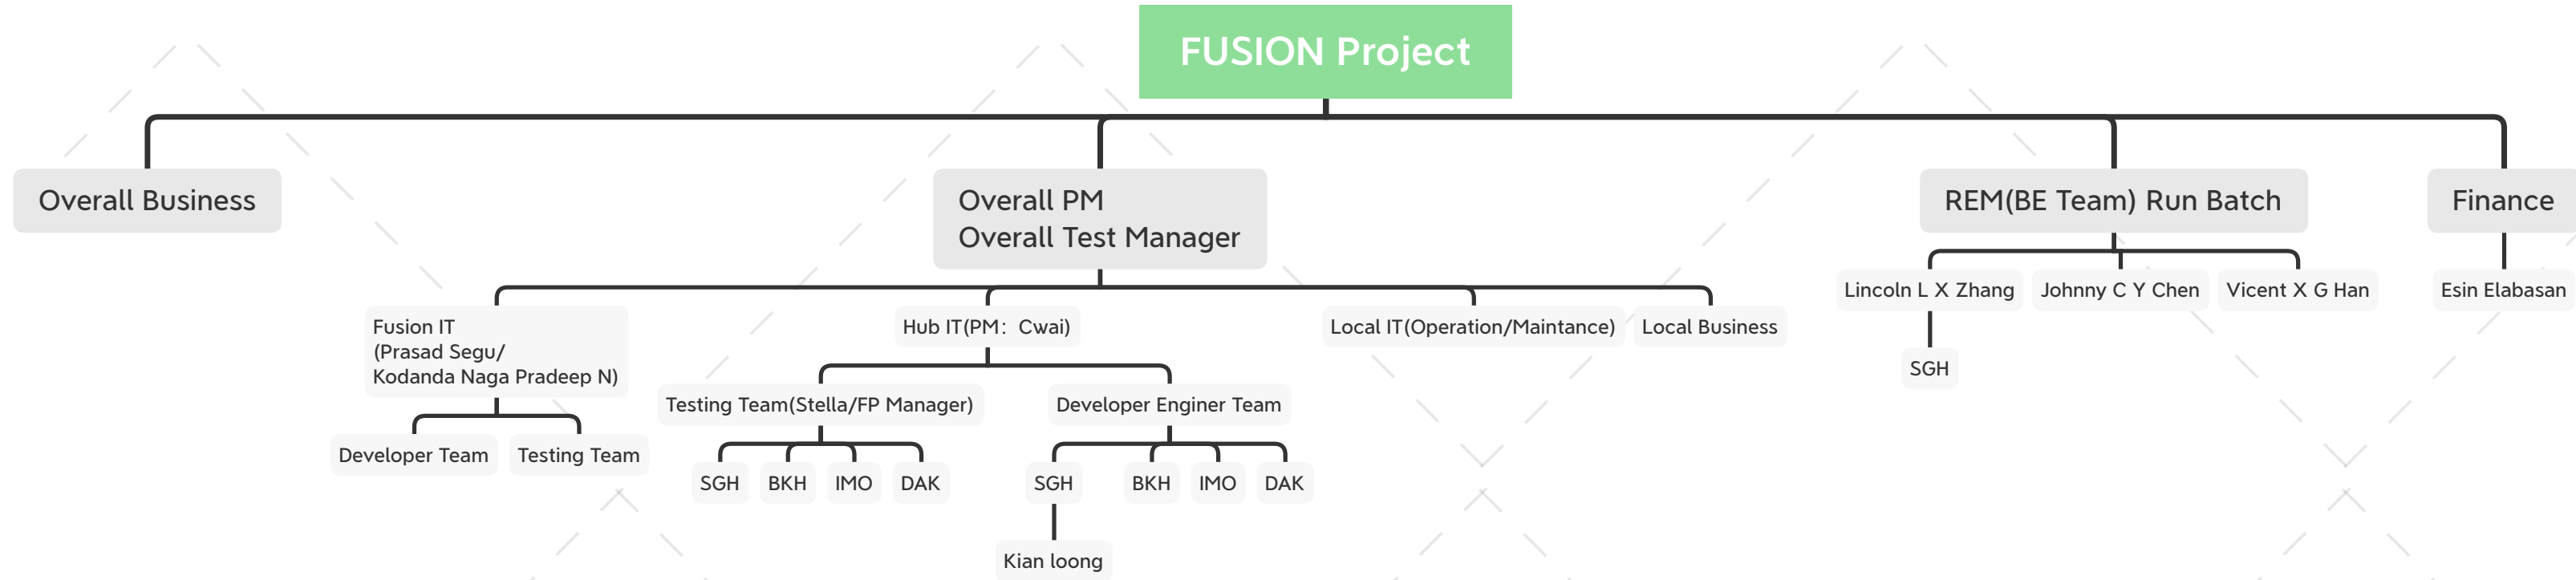 FUSION Project
Overall Business
Overall PM
Overall Test Manager
REM(BE Team) Run Batch
Finance
Fusion IT
(Prasad Segu/
Kodanda Naga Pradeep N)
Hub IT(PM：Cwai)
Local IT(Operation/Maintance)
Local Business
Lincoln L X Zhang
Johnny C Y Chen
Vicent X G Han
Esin Elabasan
SGH
Developer Team
Testing Team
Testing Team(Stella/FP Manager)
Developer Enginer Team
SGH
BKH
IMO
DAK
SGH
BKH
IMO
DAK
Kian loong